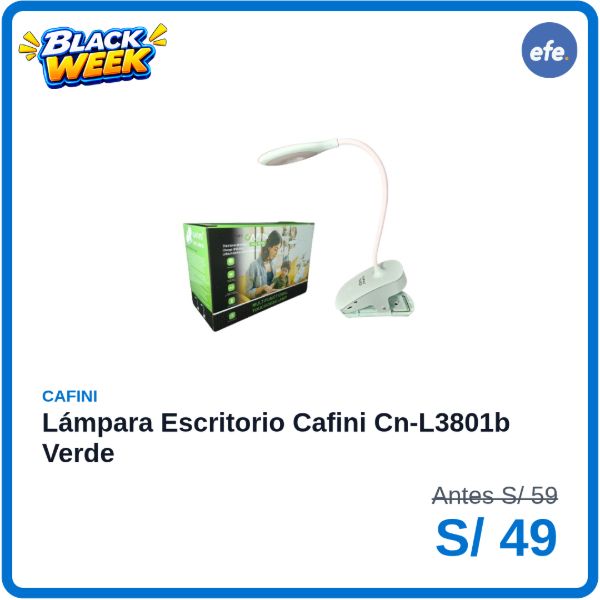 BLACK
WEEK
efe.
CAFINI
Lámpara Escritorio Cafini Cn-L3801b
Verde
Antes S/ 59
S/ 49